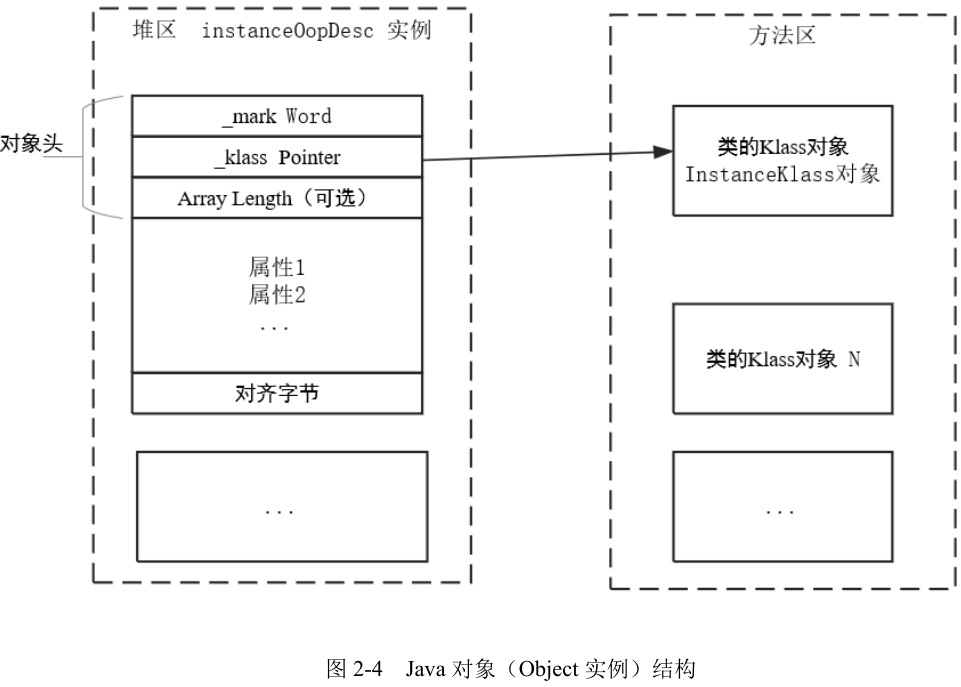 堆区 instanceOopDesc 实例
对象头
_mark Word
_klass Pointer
Array Length（可选）
属性1
属性2
...
对齐字节
...
方法区
类的Klass对象
InstanceKlass对象
类的Klass对象 N
...
图 2-4 Java 对象（Object 实例）结构